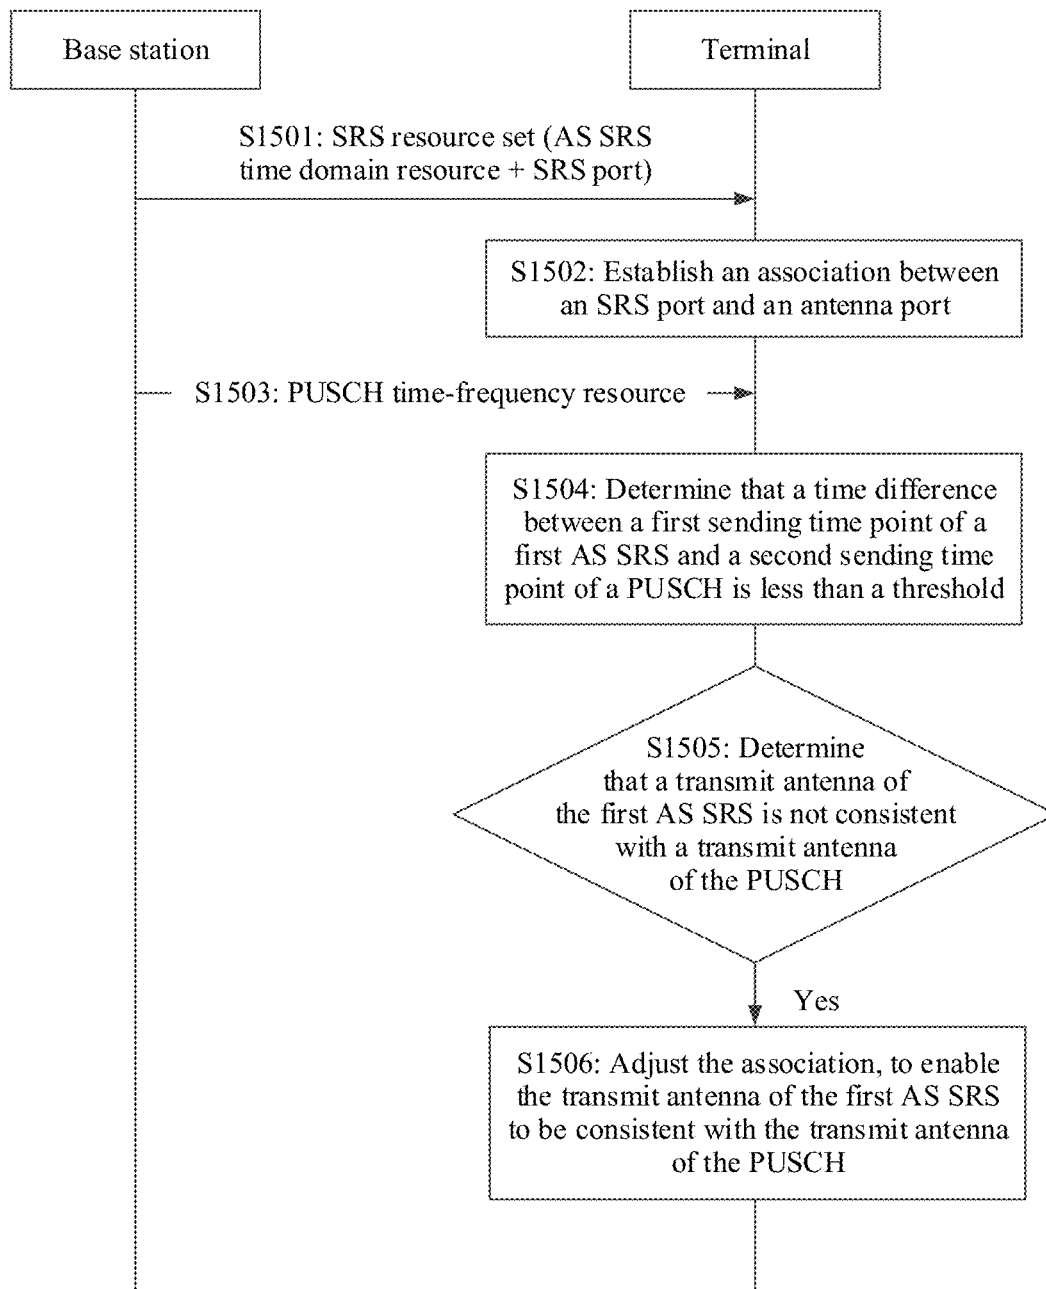 Base station
Terminal
S1501: SRS resource set (AS SRS
time domain resource + SRS port)
S1502: Establish an association between
an SRS port and an antenna port
S1503: PUSCH time-frequency resource
S1504: Determine that a time difference
between a first sending time point of a
first AS SRS and a second sending time
point of a PUSCH is less than a threshold
S1505: Determine
that a transmit antenna of
the first AS SRS is not consistent
with a transmit antenna
of the PUSCH
Yes
S1506: Adjust the association, to enable
the transmit antenna of the first AS SRS
to be consistent with the transmit antenna
of the PUSCH